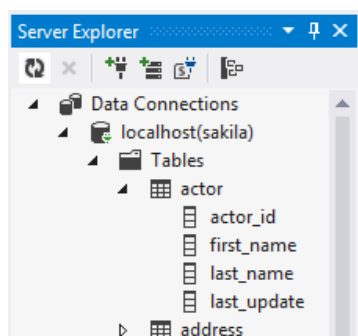 Server Explorer
Data Connections
localhost(sakila)
Tables
actor
actor_id
first_name
last_name
last_update
address